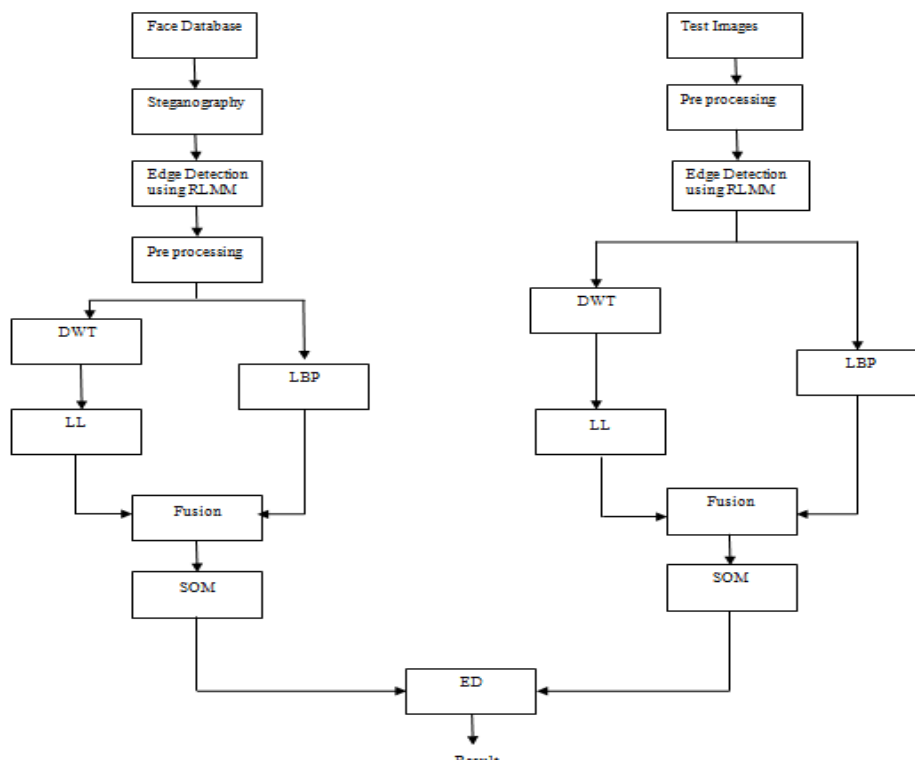 Face Database
Steganography
Edge Detection
using RLMM
Pre processing
DWT
LBP
LL
Fusion
SOM
Test Images
Pre processing
Edge Detection
using RLMM
DWT
LBP
LL
Fusion
SOM
ED
Result